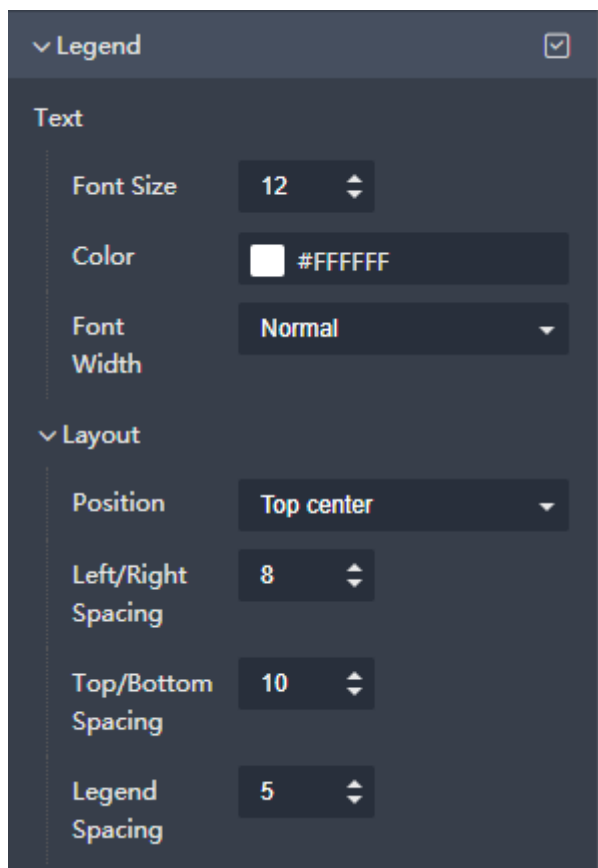 Legend
Text
Font Size 12
Color #FFFFFF
Font Width Normal
Layout
Position Top center
Left/Right Spacing 8
Top/Bottom Spacing 10
Legend Spacing 5